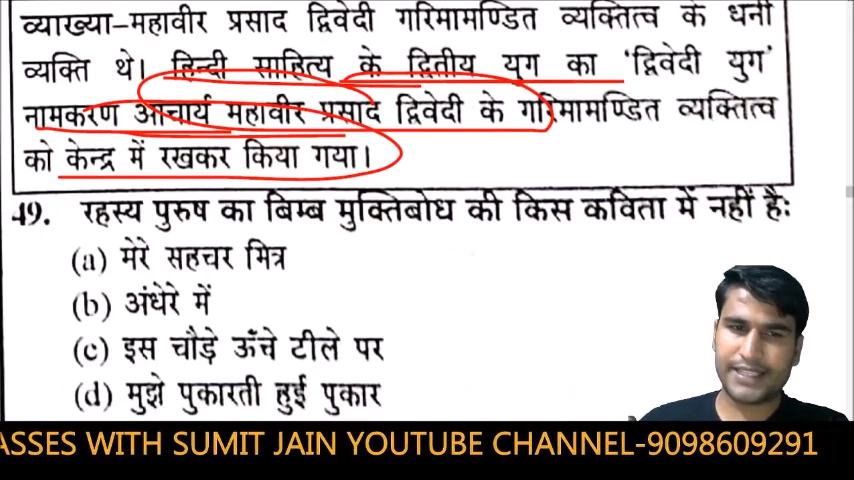 व्याख्या–महावीर प्रसाद द्विवेदी गरिमामण्डित व्यक्तित्व के धनी
व्यक्ति थे। हिन्दी साहित्य के द्वितीय युग का 'द्विवेदी युग'
नामकरण आचार्य महावीर प्रसाद द्विवेदी के गरिमामण्डित व्यक्तित्व
को केन्द्र में रखकर किया गया।
49. रहस्य पुरुष का बिम्ब मुक्तिबोध की किस कविता में नहीं है:
(a) मेरे सहचर मित्र
(b) अंधेरे में
(c) इस चौड़े ऊँचे टीले पर
(d) मुझे पुकारती हुई पुकार
ASSES WITH SUMIT JAIN YOUTUBE CHANNEL-9098609291